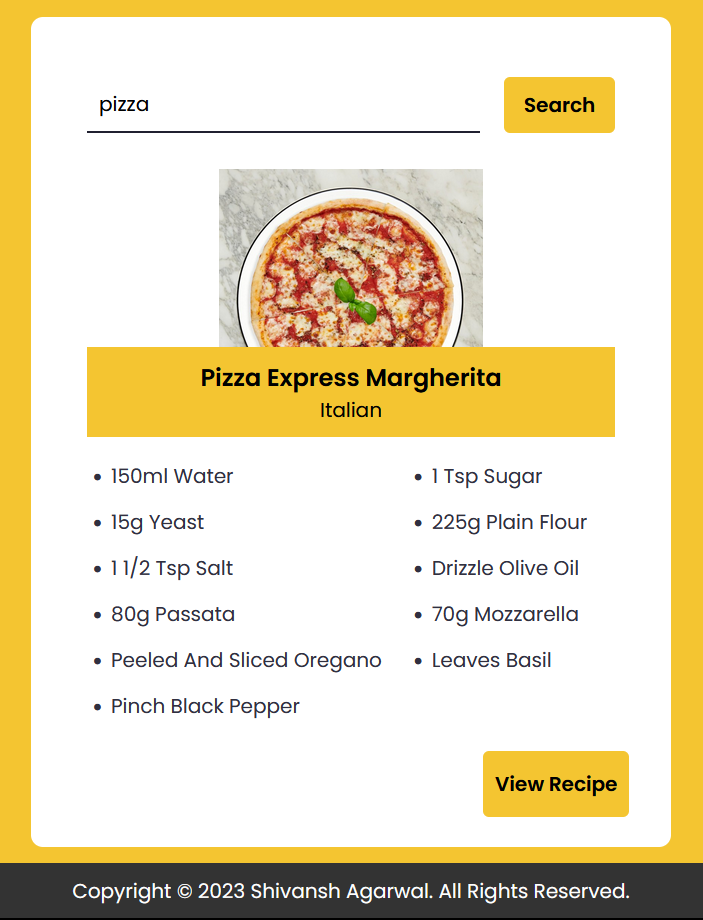 pizza
Search
Pizza Express Margherita
Italian
150ml Water
1 Tsp Sugar
15g Yeast
225g Plain Flour
1 1/2 Tsp Salt
Drizzle Olive Oil
80g Passata
70g Mozzarella
Peeled And Sliced Oregano
Leaves Basil
Pinch Black Pepper
View Recipe
Copyright © 2023 Shivansh Agarwal. All Rights Reserved.